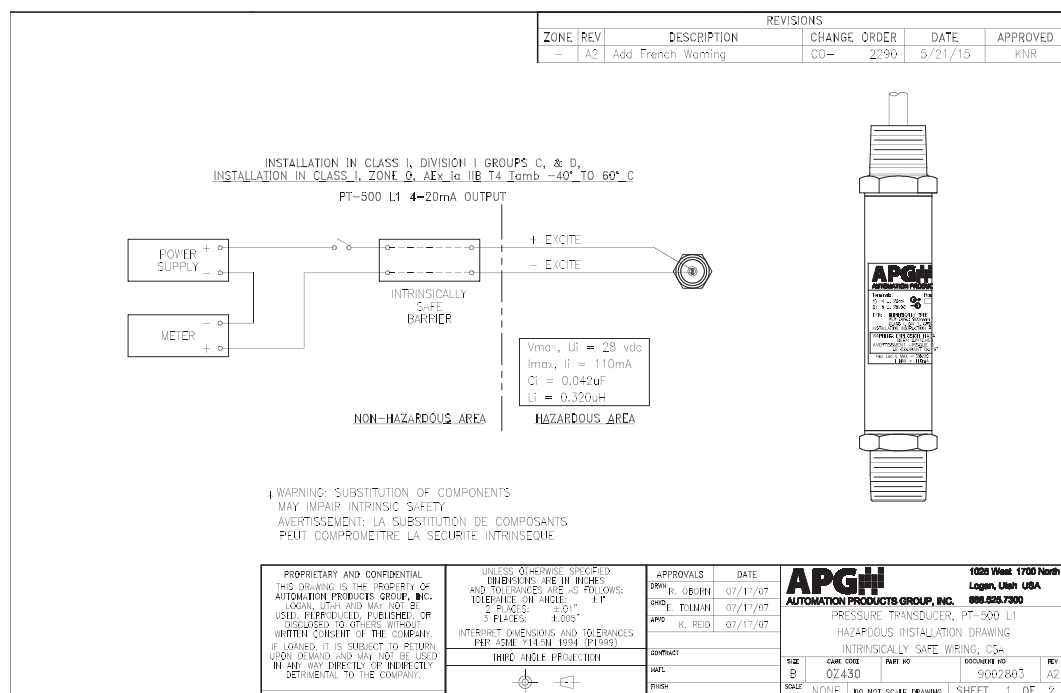 REVISIONS
ZONE REV DESCRIPTION CHANGE ORDER DATE APPROVED
– A2 Add French Warning CO– 2290 5/21/15 KNR
INSTALLATION IN CLASS I, DIVISION I GROUPS C, & D,
INSTALLATION IN CLASS I, ZONE 0, AEx ia IIB T4 Tamb –40° TO 60° C
PT–500 L1 4–20mA OUTPUT
POWER SUPPLY + –
+ EXCITE
– EXCITE
INTRINSICALLY
SAFE
BARRIER
METER – +
Vmax, Ui = 28 vdc
Imax, Ii = 110mA
Ci = 0.042uF
Li = 0.320uH
NON–HAZARDOUS AREA
HAZARDOUS AREA
APG
AUTOMATION PRODUC
WARNING: SUBSTITUTION OF COMPONENTS
MAY IMPAIR INTRINSIC SAFETY
AVERTISSEMENT: LA SUBSTITUTION DE COMPOSANTS
PEUT COMPROMETTRE LA SECURITE INTRINSEQUE
PROPRIETARY AND CONFIDENTIAL
THIS DRAWING IS THE PROPERTY OF
AUTOMATION PRODUCTS GROUP, INC.
LOGAN, UTAH AND MAY NOT BE
USED, REPRODUCED, PUBLISHED, OR
DISCLOSED TO OTHERS WITHOUT
WRITTEN CONSENT OF THE COMPANY.
IF LOANED, IT IS SUBJECT TO RETURN
UPON DEMAND AND MAY NOT BE USED
IN ANY WAY DIRECTLY OR INDIRECTLY
DETRIMENTAL TO THE COMPANY.
UNLESS OTHERWISE SPECIFIED
DIMENSIONS ARE IN INCHES
AND TOLERANCES ARE AS FOLLOWS:
TOLERANCE ON ANGLE: ±1°
2 PLACES: ±.01"
3 PLACES: ±.005"
INTERPRET DIMENSIONS AND TOLERANCES
PER ASME Y14.5M 1994 (R1999)
THIRD ANGLE PROJECTION
APPROVALS DATE
DRWN R. OBORN 07/17/07
CHKD E. TOLMAN 07/17/07
APVD K. REID 07/17/07
CONTRACT
MATL
FINISH
APG
AUTOMATION PRODUCTS GROUP, INC.
1025 West 1700 North
Logan, Utah USA
888.525.7300
PRESSURE TRANSDUCER, PT–500 L1
HAZARDOUS INSTALLATION DRAWING
INTRINSICALLY SAFE WIRING, CSA
SIZE CAGE CODE PART NO DOCUMENT NO REV
B 0Z430 9002803 A2
SCALE NONE DO NOT SCALE DRAWING SHEET 1 OF 2